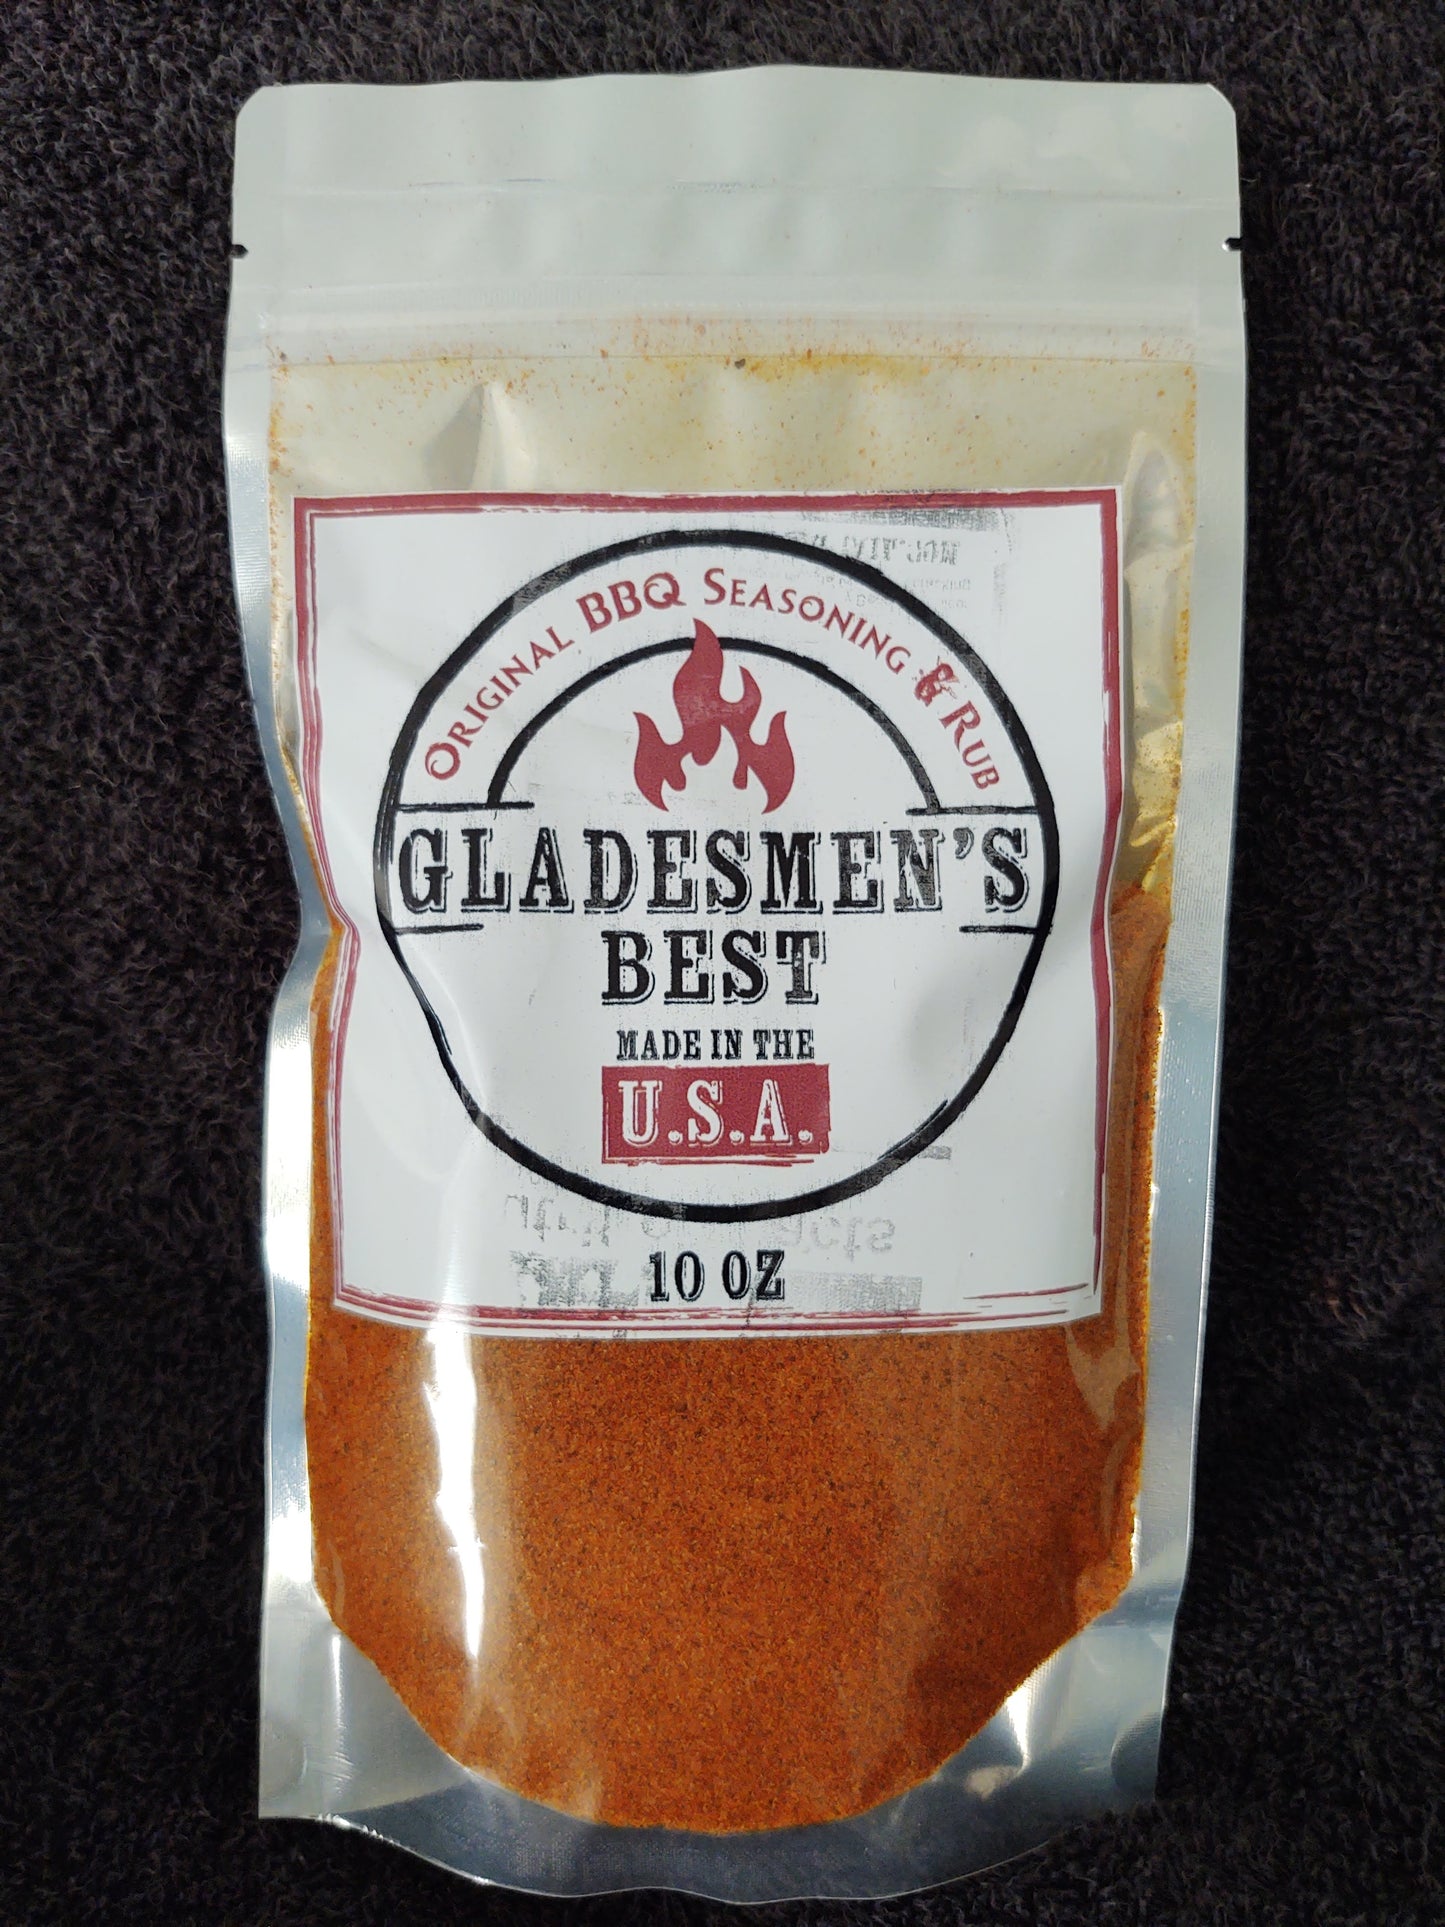 Original BBQ Seasoning & Rub
GLADESMEN'S
BEST
MADE IN THE
U.S.A.
10 OZ